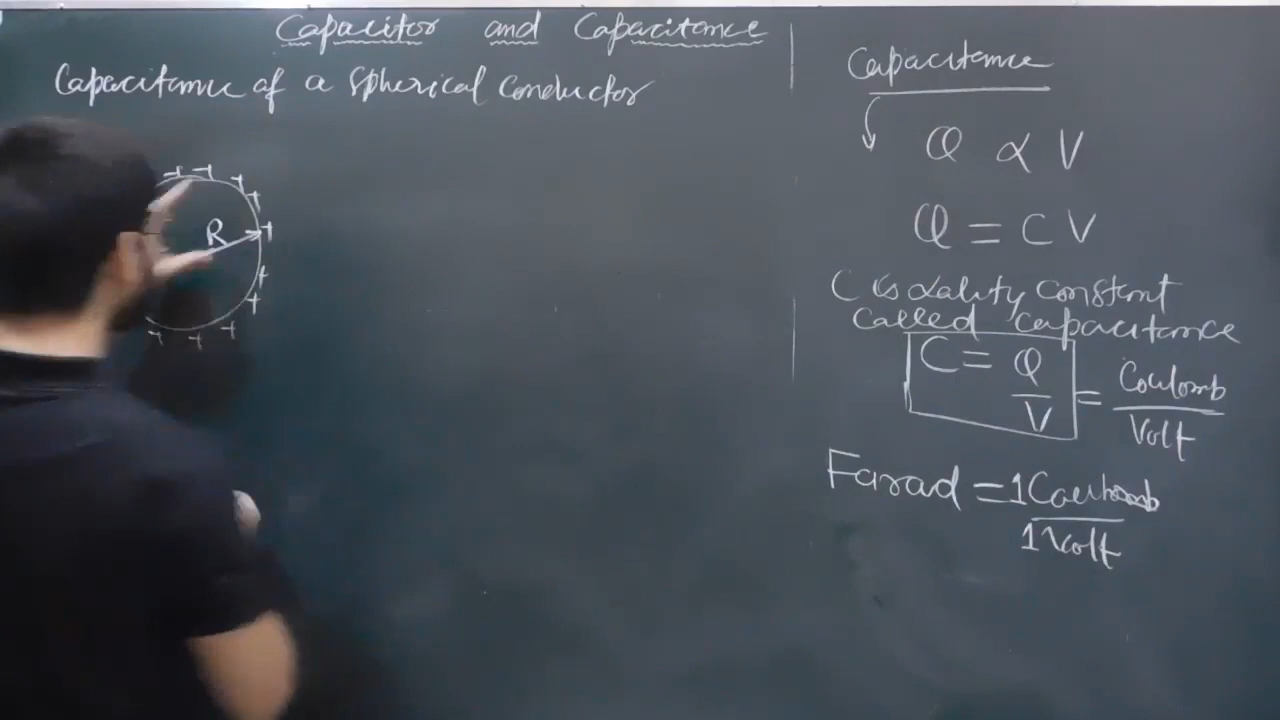 Capacitor and Capacitance
Capacitance of a Spherical Conductor
R
Capacitance
Q ∝ V
Q = C V
C is ∝ality constant
called capacitance
C = Q/V = Coulomb/Volt
Farad = 1 Coulomb/1 Volt